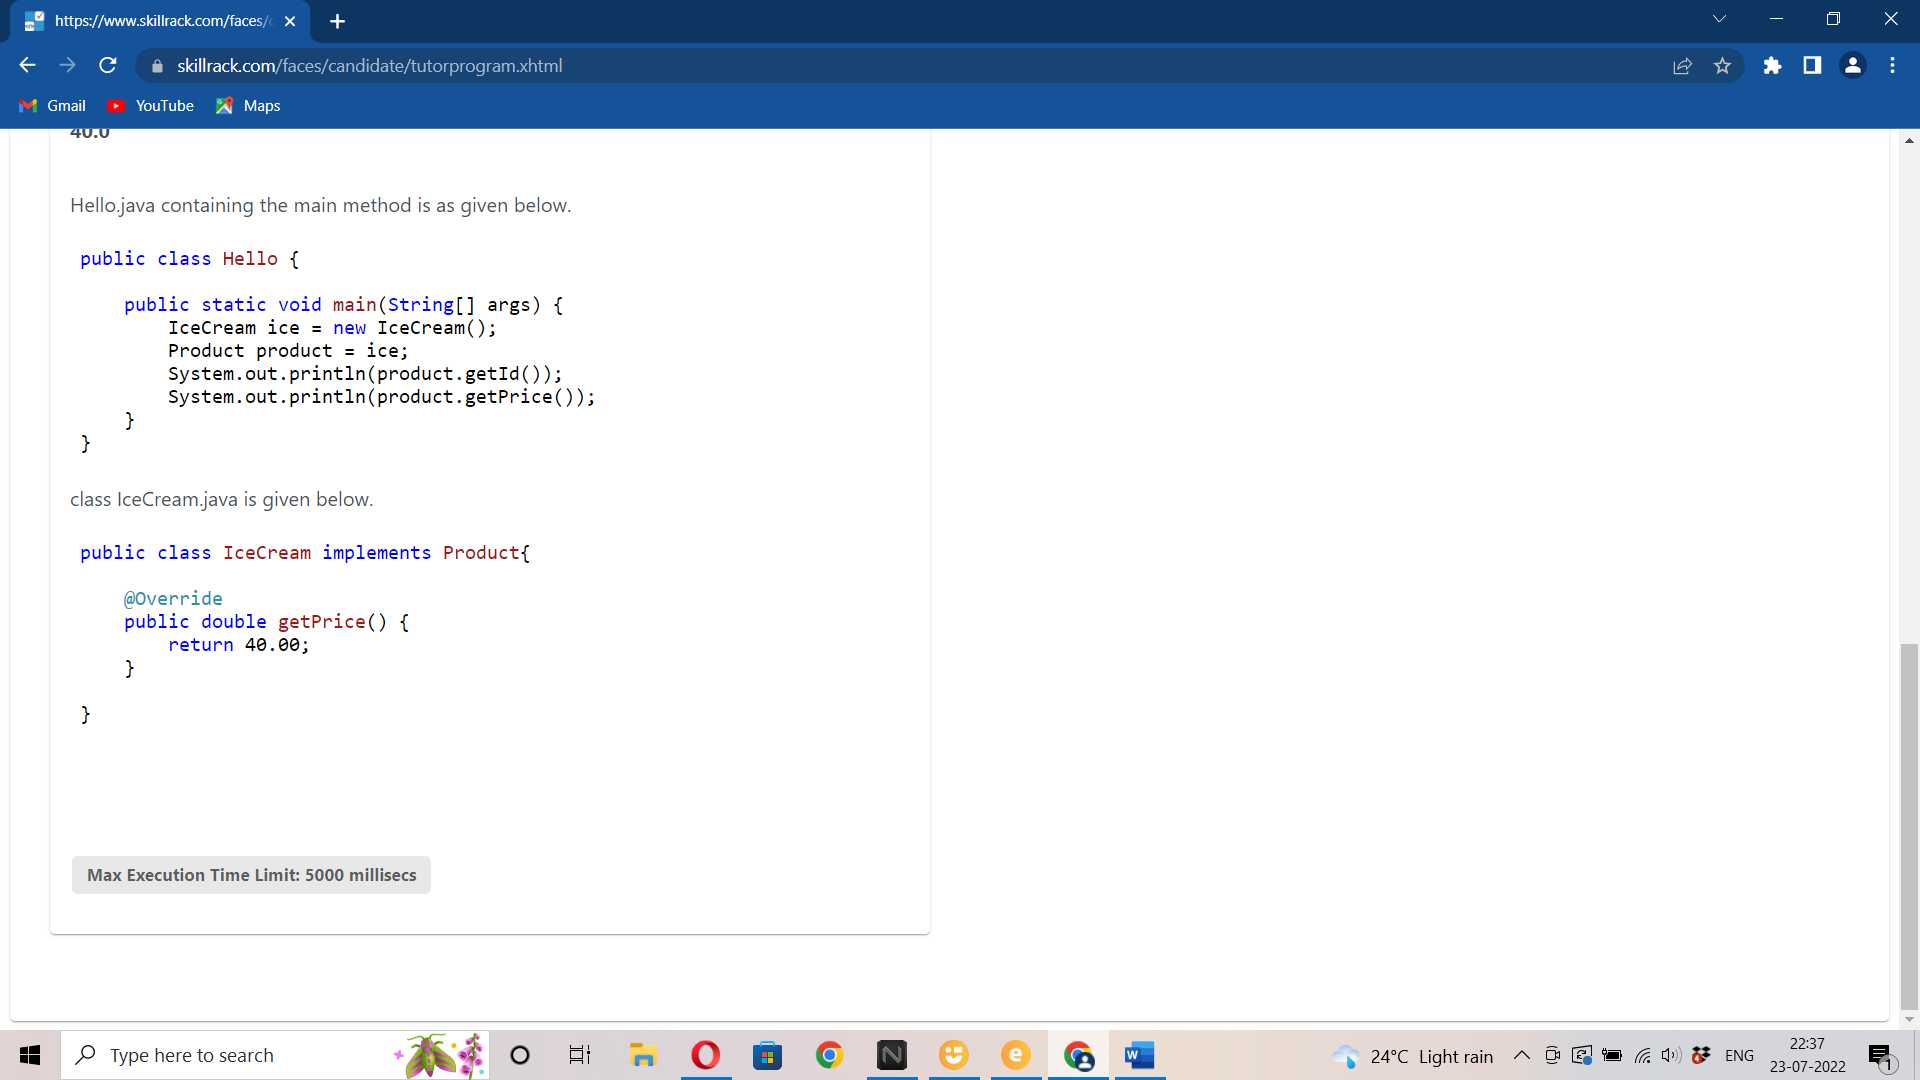 https://www.skillrack.com/faces/c
skillrack.com/faces/candidate/tutorprogram.xhtml
Gmail YouTube Maps
40.0
Hello.java containing the main method is as given below.
public class Hello {
public static void main(String[] args) {
IceCream ice = new IceCream();
Product product = ice;
System.out.println(product.getId());
System.out.println(product.getPrice());
}
}
class IceCream.java is given below.
public class IceCream implements Product{
@Override
public double getPrice() {
return 40.00;
}
}
Max Execution Time Limit: 5000 millisecs
Type here to search
24°C Light rain
ENG
22:37
23-07-2022
1